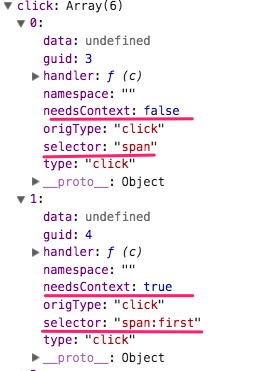 ▼ click: Array(6)
▼ 0:
data: undefined
guid: 3
▶ handler: ƒ (c)
namespace: ""
needsContext: false
origType: "click"
selector: "span"
type: "click"
▶ __proto__: Object
▼ 1:
data: undefined
guid: 4
▶ handler: ƒ (c)
namespace: ""
needsContext: true
origType: "click"
selector: "span:first"
type: "click"
▶ __proto__: Object